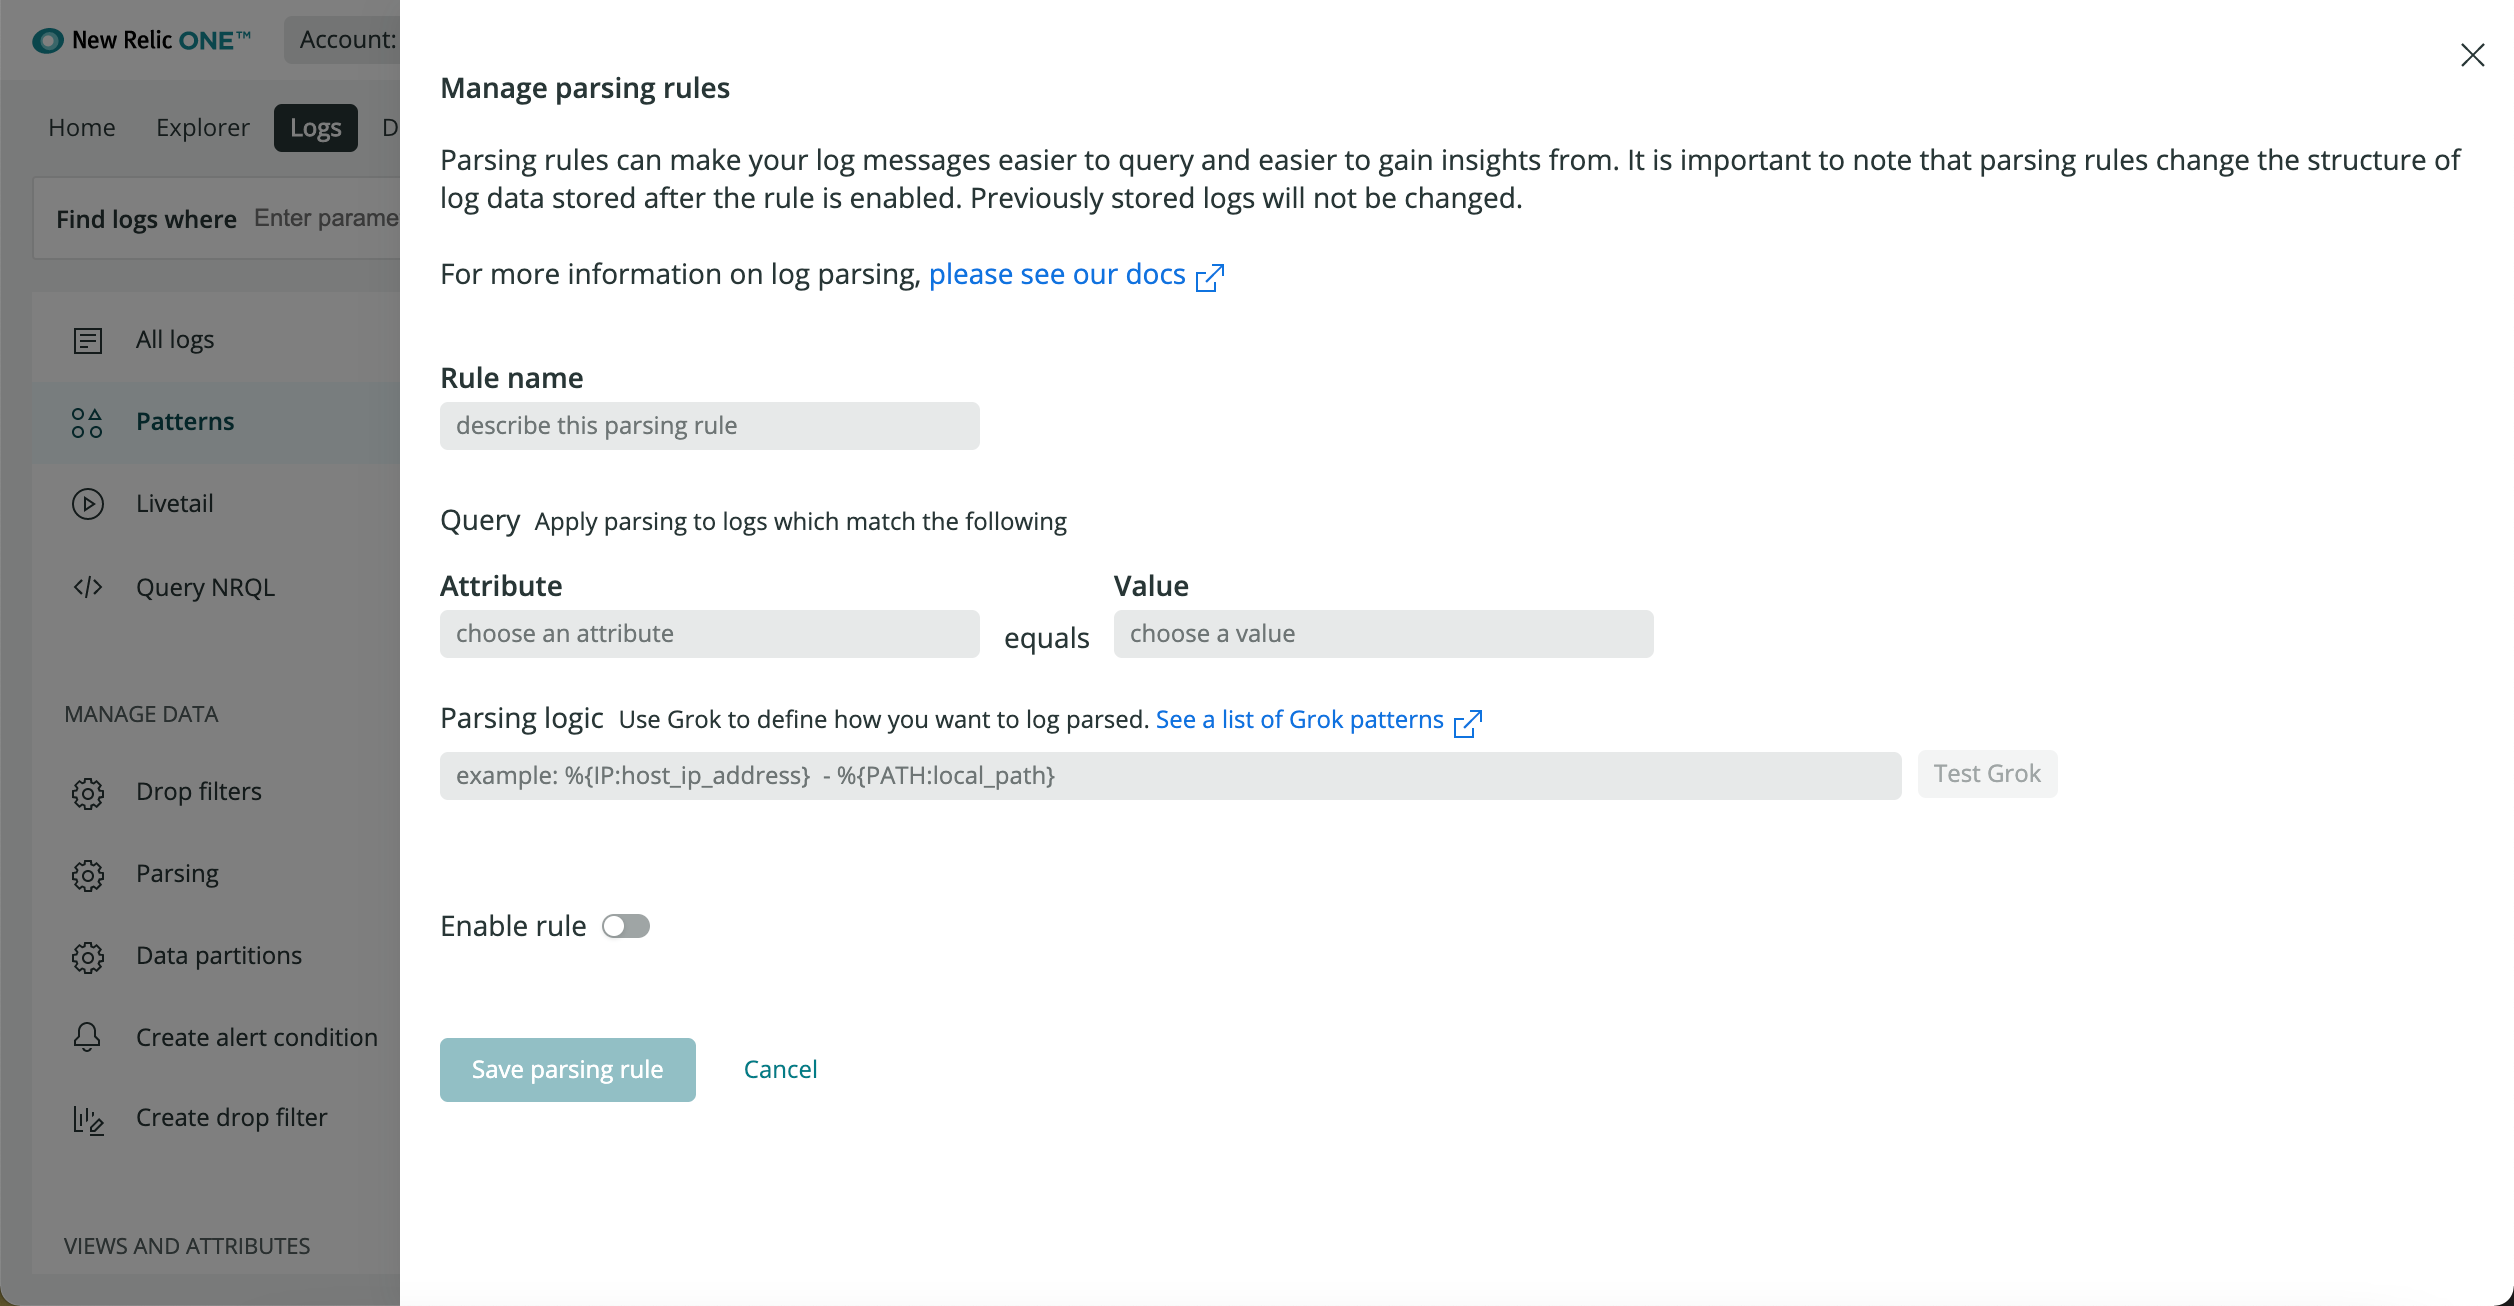 New Relic ONE™
Account:
Home Explorer Logs D
Find logs where Enter parame
All logs
Patterns
Livetail
Query NRQL
MANAGE DATA
Drop filters
Parsing
Data partitions
Create alert condition
Create drop filter
VIEWS AND ATTRIBUTES
Manage parsing rules
Parsing rules can make your log messages easier to query and easier to gain insights from. It is important to note that parsing rules change the structure of
log data stored after the rule is enabled. Previously stored logs will not be changed.
For more information on log parsing, please see our docs
Rule name
describe this parsing rule
Query Apply parsing to logs which match the following
Attribute Value
choose an attribute equals choose a value
Parsing logic Use Grok to define how you want to log parsed. See a list of Grok patterns
example: %{IP:host_ip_address} - %{PATH:local_path} Test Grok
Enable rule
Save parsing rule Cancel